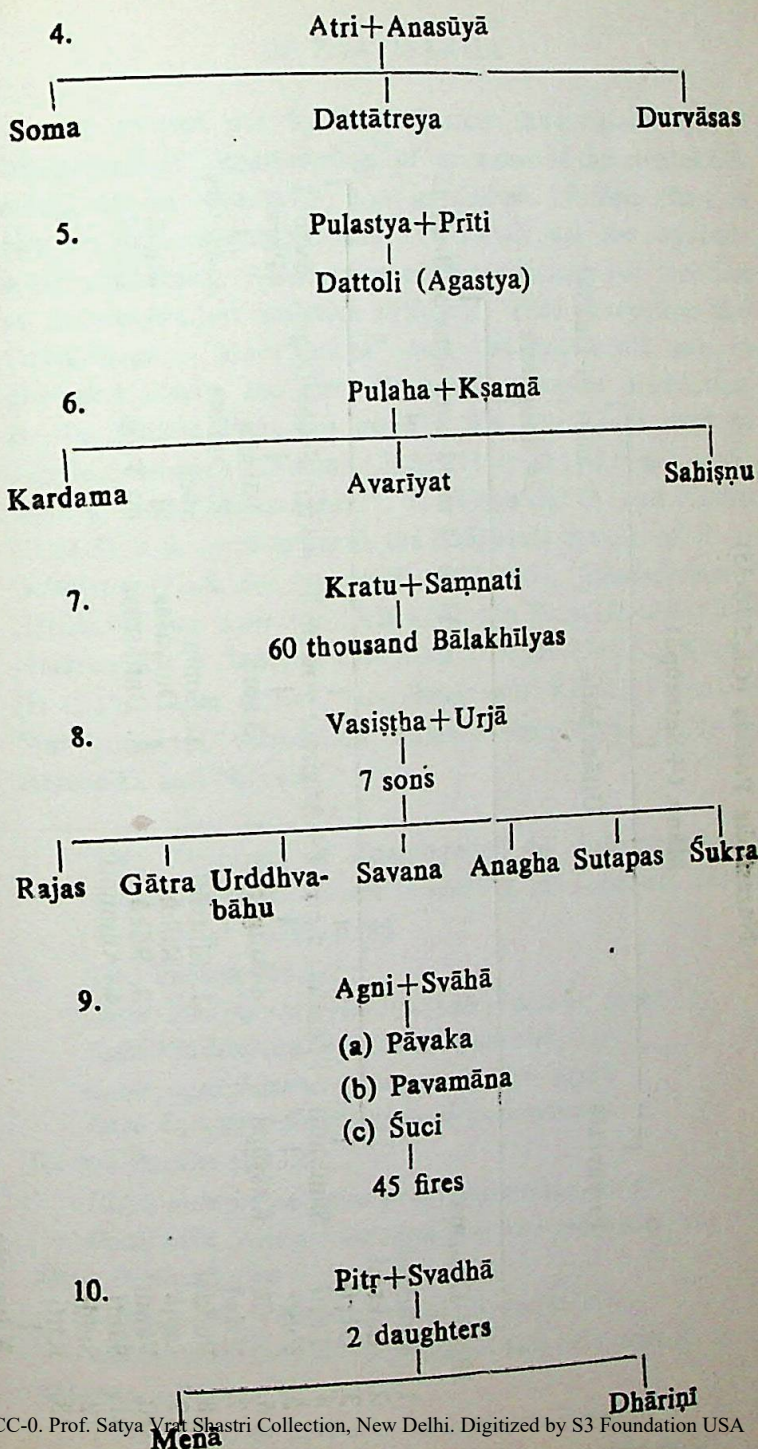 4. Atri+Anasūyā
Soma Dattātreya Durvāsas
5. Pulastya+Prīti
Dattoli (Agastya)
6. Pulaha+Kṣamā
Kardama Avarīyat Sahiṣṇu
7. Kratu+Saṃnati
60 thousand Bālakhīlyas
8. Vasiṣṭha+Urjā
7 sons
Rajas Gātra Urddhva- Savana Anagha Sutapas Śukra
bāhu
9. Agni+Svāhā
(a) Pāvaka
(b) Pavamāna
(c) Śuci
45 fires
10. Pitṛ+Svadhā
2 daughters
Menā Dhāriṇī
CC-0. Prof. Satya Vrat Shastri Collection, New Delhi. Digitized by S3 Foundation USA